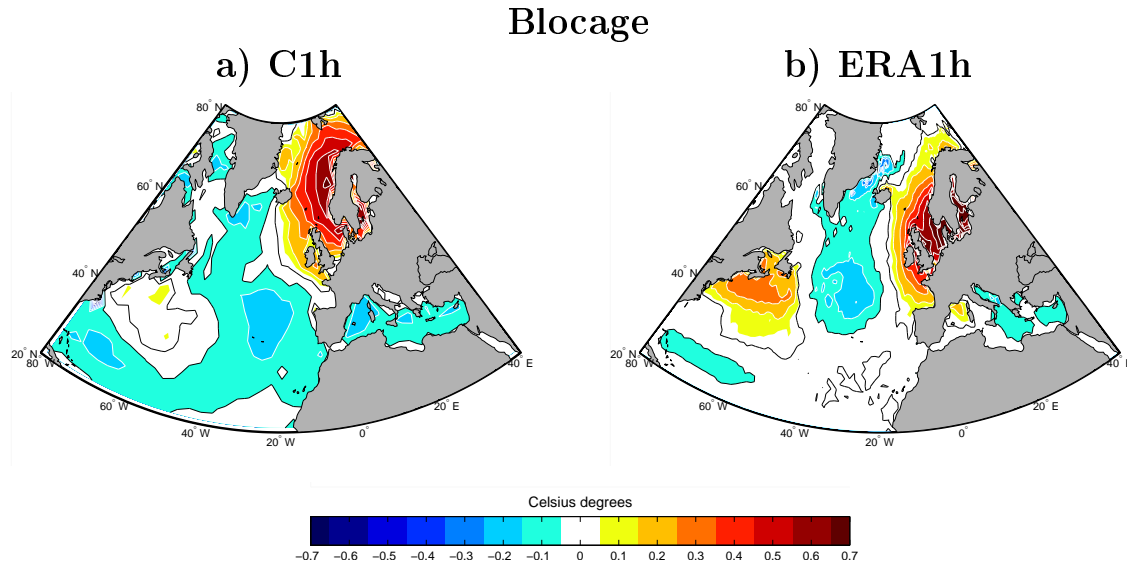 Blocage
a) C1h
b) ERA1h
80° N
60° N
40° N
20° N
80° W
60° W
40° W
20° W
0°
20° E
40° E
80° N
60° N
40° N
20° N
80° W
60° W
40° W
20° W
0°
20° E
40° E
Celsius degrees
−0.7 −0.6 −0.5 −0.4 −0.3 −0.2 −0.1 0 0.1 0.2 0.3 0.4 0.5 0.6 0.7